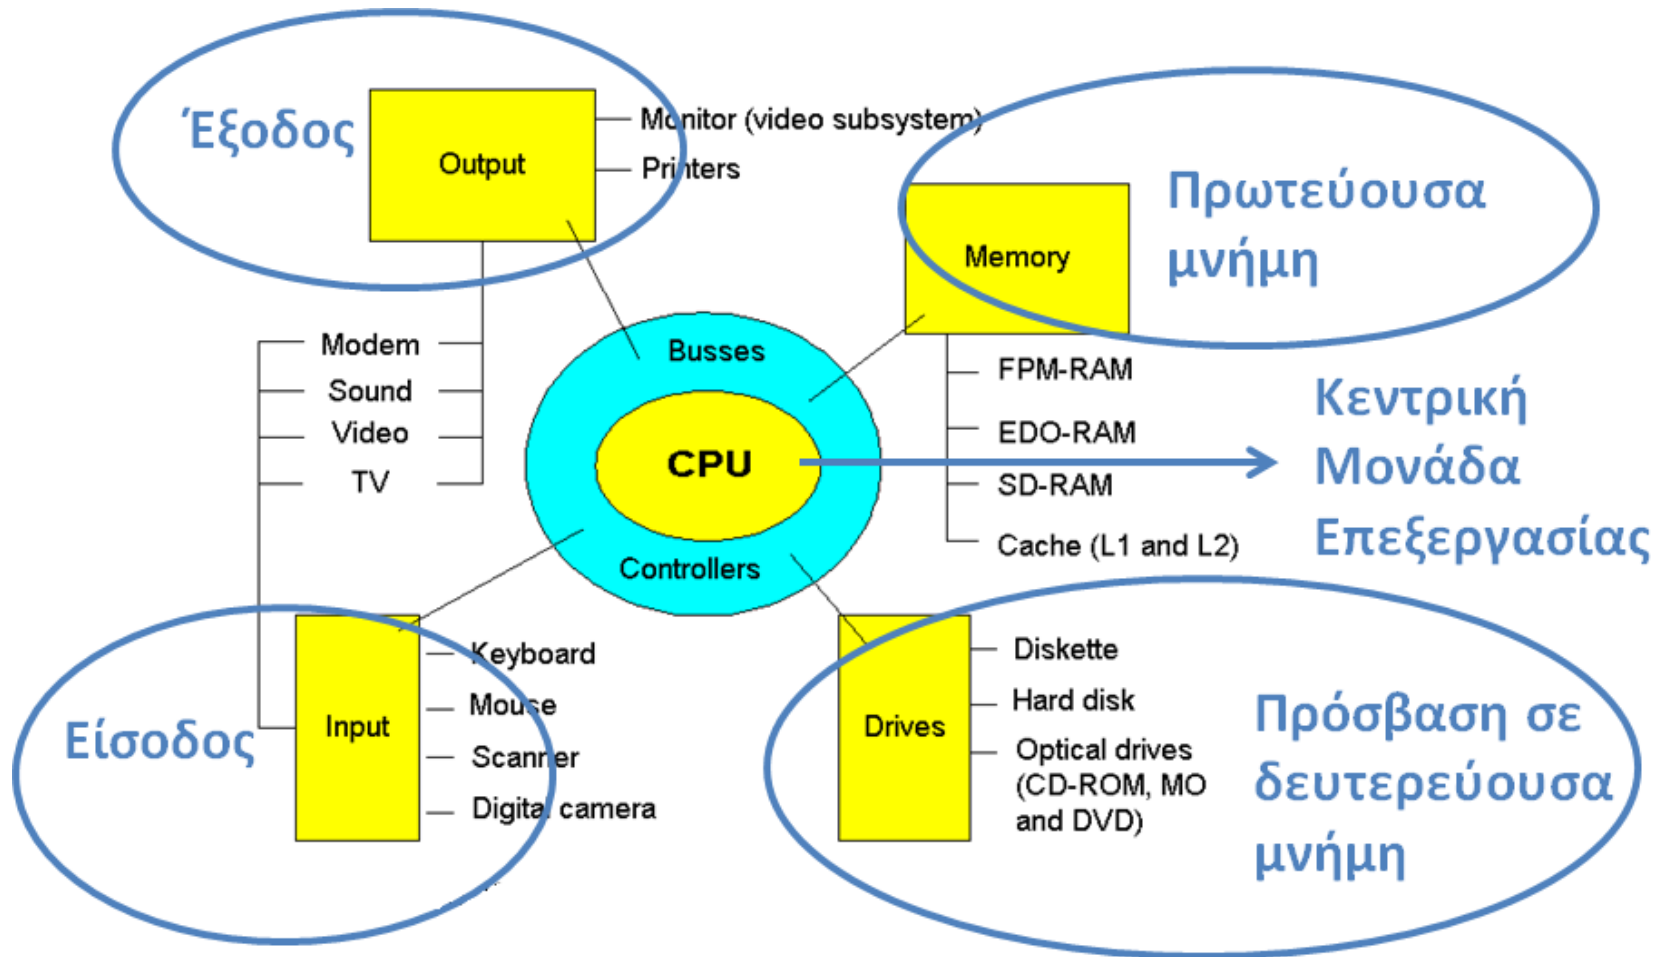 Έξοδος
Output
Monitor (video subsystem)
Printers
Memory
Πρωτεύουσα
μνήμη
Modem
Sound
Video
TV
Busses
CPU
Controllers
FPM-RAM
EDO-RAM
SD-RAM
Cache (L1 and L2)
Κεντρική
Μονάδα
Επεξεργασίας
Είσοδος
Input
Keyboard
Mouse
Scanner
Digital camera
Drives
Diskette
Hard disk
Optical drives
(CD-ROM, MO
and DVD)
Πρόσβαση σε
δευτερεύουσα
μνήμη